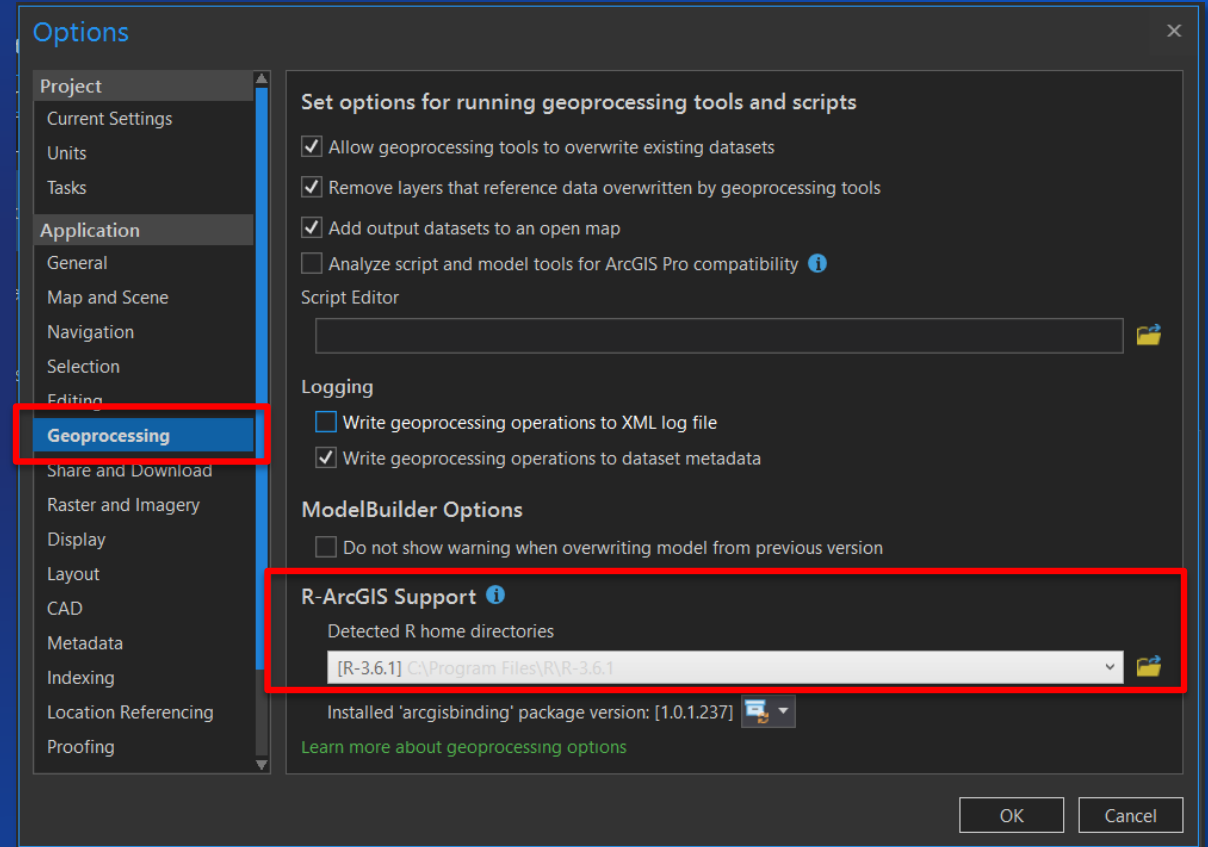 Options
Project
Current Settings
Units
Tasks
Application
General
Map and Scene
Navigation
Selection
Editing
Geoprocessing
Share and Download
Raster and Imagery
Display
Layout
CAD
Metadata
Indexing
Location Referencing
Proofing
Set options for running geoprocessing tools and scripts
Allow geoprocessing tools to overwrite existing datasets
Remove layers that reference data overwritten by geoprocessing tools
Add output datasets to an open map
Analyze script and model tools for ArcGIS Pro compatibility
Script Editor
Logging
Write geoprocessing operations to XML log file
Write geoprocessing operations to dataset metadata
ModelBuilder Options
Do not show warning when overwriting model from previous version
R-ArcGIS Support
Detected R home directories
[R-3.6.1] C:\Program Files\R\R-3.6.1
Installed 'arcgisbinding' package version: [1.0.1.237]
Learn more about geoprocessing options
OK
Cancel